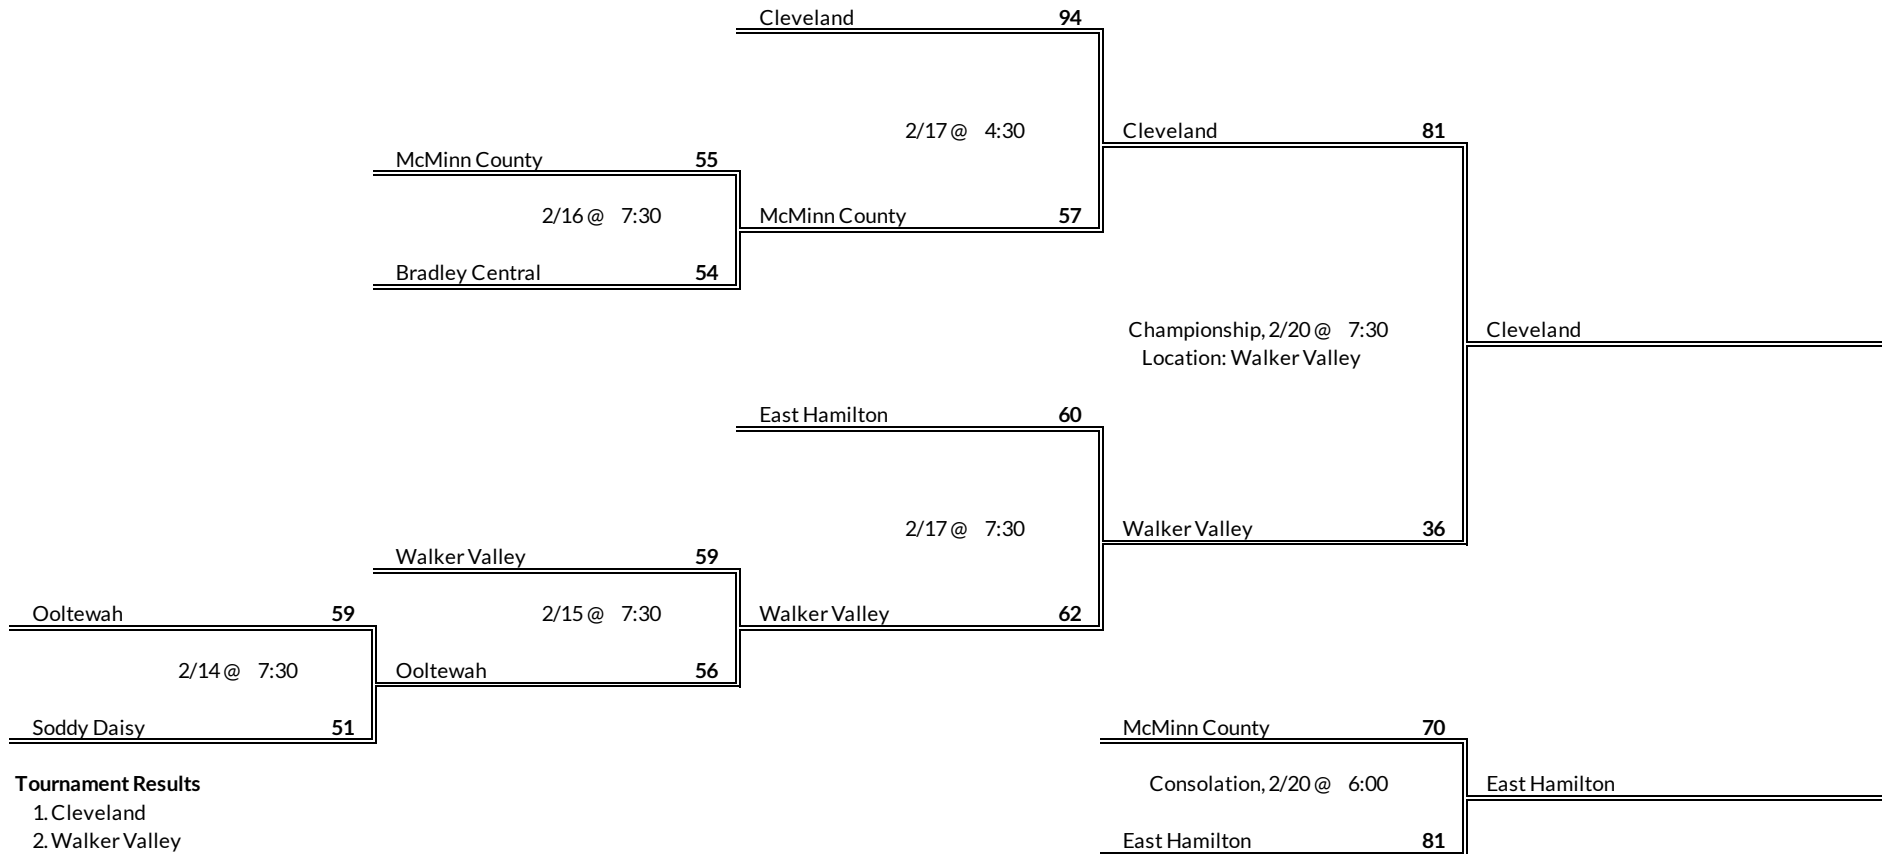 Cleveland 94
2/17 @ 4:30
Cleveland 81
McMinn County 55
2/16 @ 7:30
McMinn County 57
Bradley Central 54
Championship, 2/20 @ 7:30
Cleveland
Location: Walker Valley
East Hamilton 60
2/17 @ 7:30
Walker Valley 36
Walker Valley 59
Ooltewah 59
2/15 @ 7:30
Walker Valley 62
2/14 @ 7:30
Ooltewah 56
Soddy Daisy 51
McMinn County 70
Tournament Results
Consolation, 2/20 @ 6:00
East Hamilton
1. Cleveland
2. Walker Valley
East Hamilton 81